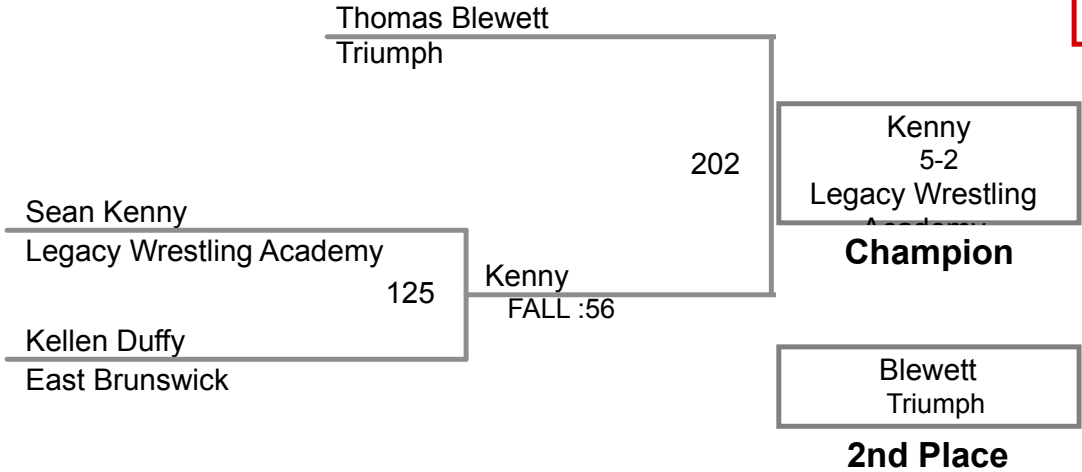 Thomas Blewett
Triumph
202
Kenny
5-2
Legacy Wrestling
Academy
Champion
Sean Kenny
Legacy Wrestling Academy
125
Kenny
FALL :56
Kellen Duffy
East Brunswick
Blewett
Triumph
2nd Place